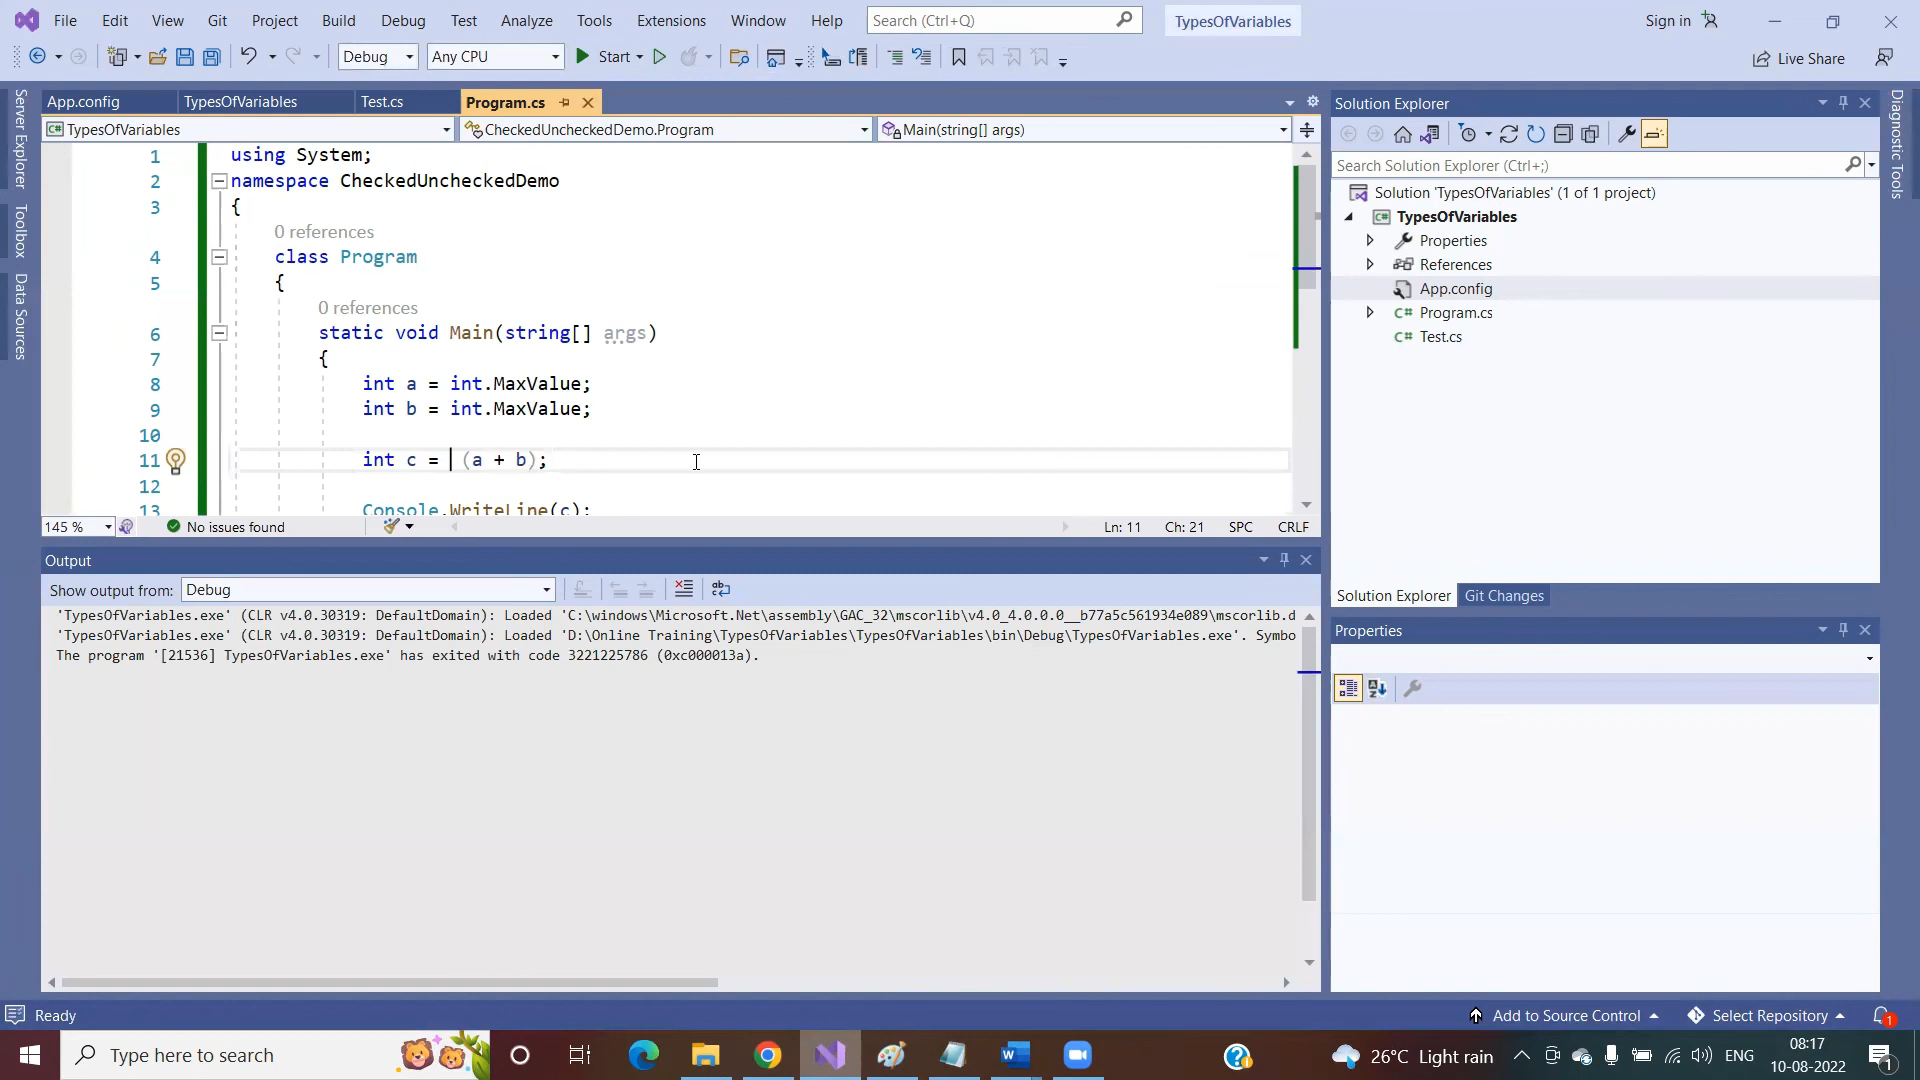 File Edit View Git Project Build Debug Test Analyze Tools Extensions Window Help Search (Ctrl+Q) TypesOfVariables Sign in
Debug Any CPU Start Live Share
Server Explorer
Toolbox
Data Sources
App.config TypesOfVariables Test.cs Program.cs
TypesOfVariables CheckedUncheckedDemo.Program Main(string[] args)
1 using System;
2 namespace CheckedUncheckedDemo
3 {
0 references
4 class Program
5 {
0 references
6 static void Main(string[] args)
7 {
8 int a = int.MaxValue;
9 int b = int.MaxValue;
10
11 int c = (a + b);
12
13 Console.WriteLine(c);
145 % No issues found Ln: 11 Ch: 21 SPC CRLF
Output
Show output from: Debug
'TypesOfVariables.exe' (CLR v4.0.30319: DefaultDomain): Loaded 'C:\windows\Microsoft.Net\assembly\GAC_32\mscorlib\v4.0_4.0.0.0__b77a5c561934e089\mscorlib.d
'TypesOfVariables.exe' (CLR v4.0.30319: DefaultDomain): Loaded 'D:\Online Training\TypesOfVariables\TypesOfVariables\bin\Debug\TypesOfVariables.exe'. Symbo
The program '[21536] TypesOfVariables.exe' has exited with code 3221225786 (0xc000013a).
Solution Explorer
Search Solution Explorer (Ctrl+;)
Solution 'TypesOfVariables' (1 of 1 project)
TypesOfVariables
Properties
References
App.config
Program.cs
Test.cs
Solution Explorer Git Changes
Properties
Diagnostic Tools
Ready Add to Source Control Select Repository 1
Type here to search 26°C Light rain ENG 08:17
10-08-2022 1